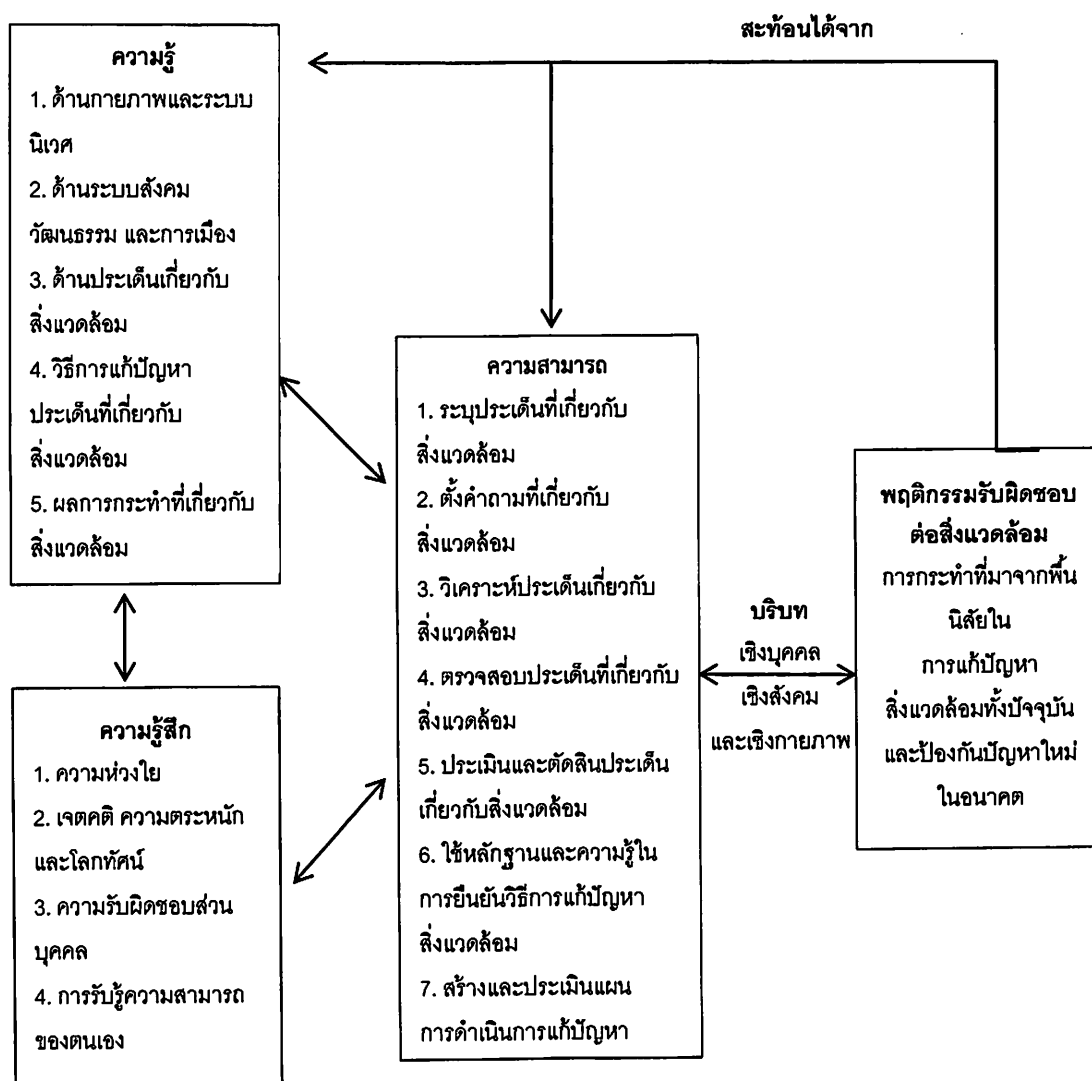 สะท้อนได้จาก
ความรู้
1. ด้านกายภาพและระบบ
นิเวศ
2. ด้านระบบสังคม
วัฒนธรรม และการเมือง
3. ด้านประเด็นเกี่ยวกับ
สิ่งแวดล้อม
4. วิธีการแก้ปัญหา
ประเด็นที่เกี่ยวกับ
สิ่งแวดล้อม
5. ผลการกระทำที่เกี่ยวกับ
สิ่งแวดล้อม
ความรู้สึก
1. ความห่วงใย
2. เจตคติ ความตระหนัก
และโลกทัศน์
3. ความรับผิดชอบส่วน
บุคคล
4. การรับรู้ความสามารถ
ของตนเอง
ความสามารถ
1. ระบุประเด็นที่เกี่ยวกับ
สิ่งแวดล้อม
2. ตั้งคำถามที่เกี่ยวกับ
สิ่งแวดล้อม
3. วิเคราะห์ประเด็นเกี่ยวกับ
สิ่งแวดล้อม
4. ตรวจสอบประเด็นที่เกี่ยวกับ
สิ่งแวดล้อม
5. ประเมินและตัดสินประเด็น
เกี่ยวกับสิ่งแวดล้อม
6. ใช้หลักฐานและความรู้ใน
การยืนยันวิธีการแก้ปัญหา
สิ่งแวดล้อม
7. สร้างและประเมินแผน
การดำเนินการแก้ปัญหา
บริบท
เชิงบุคคล
เชิงสังคม
และเชิงกายภาพ
พฤติกรรมรับผิดชอบ
ต่อสิ่งแวดล้อม
การกระทำที่มาจากพื้น
นิสัยใน
การแก้ปัญหา
สิ่งแวดล้อมทั้งปัจจุบัน
และป้องกันปัญหาใหม่
ในอนาคต